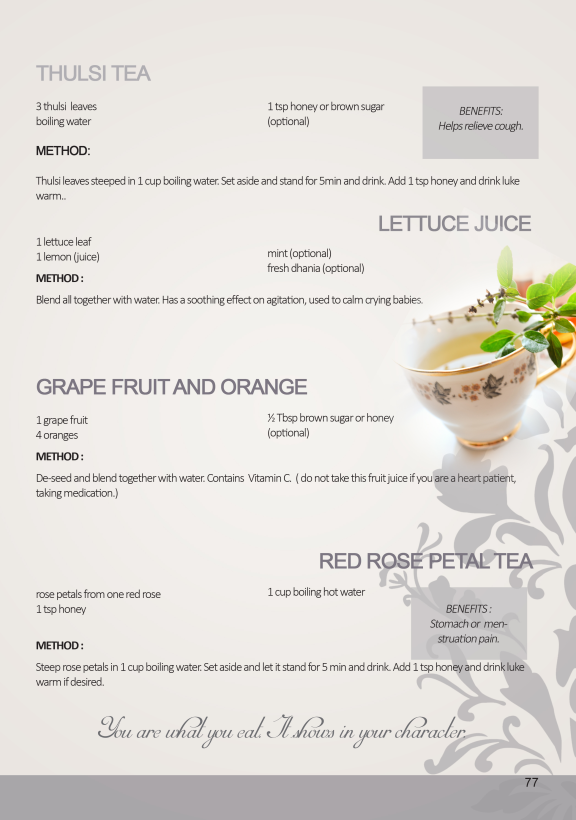 THULSI TEA
3 thulsi leaves
boiling water
1 tsp honey or brown sugar
(optional)
BENEFITS:
Helps relieve cough.
METHOD:
Thulsi leaves steeped in 1 cup boiling water. Set aside and stand for 5min and drink. Add 1 tsp honey and drink luke
warm..
LETTUCE JUICE
1 lettuce leaf
1 lemon (juice)
mint (optional)
fresh dhania (optional)
METHOD :
Blend all together with water. Has a soothing effect on agitation, used to calm crying babies.
GRAPE FRUIT AND ORANGE
1 grape fruit
4 oranges
½ Tbsp brown sugar or honey
(optional)
METHOD :
De-seed and blend together with water. Contains Vitamin C. ( do not take this fruit juice if you are a heart patient,
taking medication.)
RED ROSE PETAL TEA
rose petals from one red rose
1 tsp honey
1 cup boiling hot water
BENEFITS :
Stomach or men-
struation pain.
METHOD :
Steep rose petals in 1 cup boiling water. Set aside and let it stand for 5 min and drink. Add 1 tsp honey and drink luke
warm if desired.
You are what you eat. It shows in your character.
77